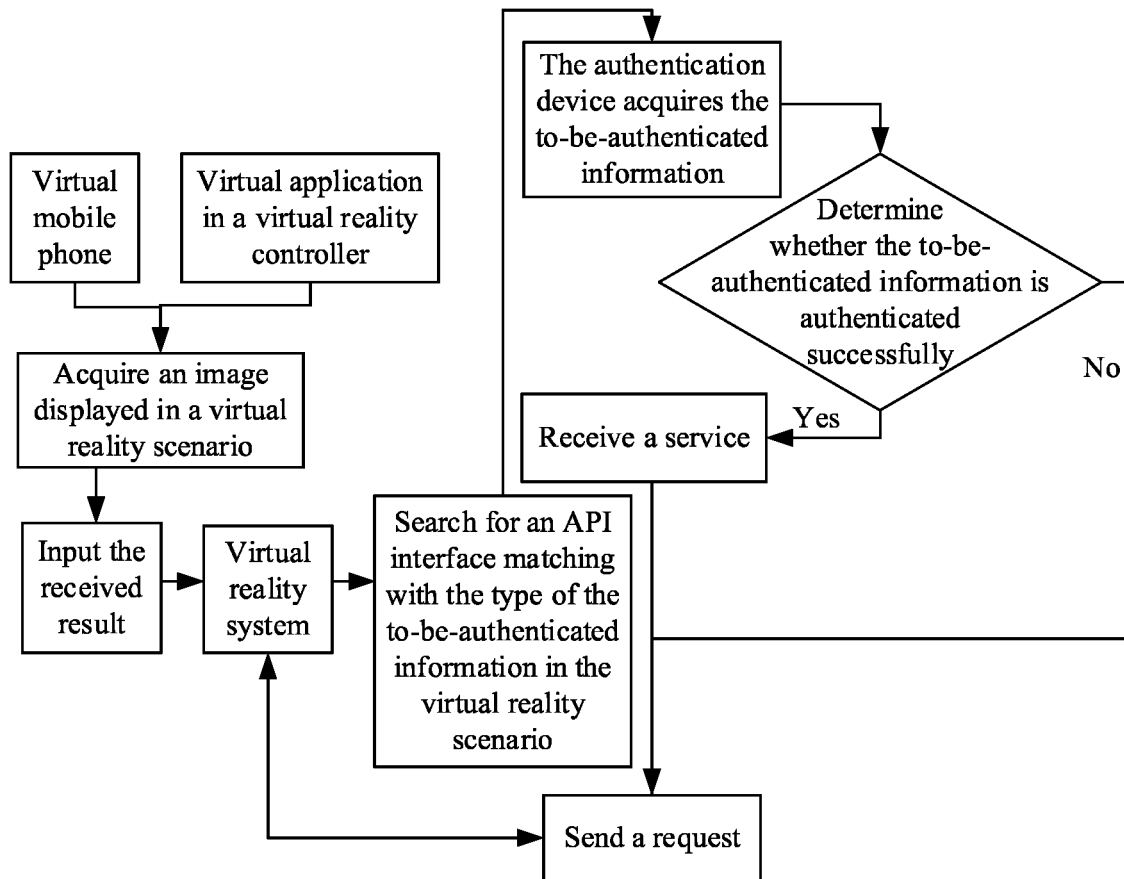 The authentication
device acquires the
to-be-authenticated
information
Virtual
mobile
phone
Virtual application
in a virtual reality
controller
Determine
whether the to-be-
authenticated information is
authenticated
successfully
No
Yes
Acquire an image
displayed in a virtual
reality scenario
Receive a service
Input the
received
result
Virtual
reality
system
Search for an API
interface matching
with the type of the
to-be-authenticated
information in the
virtual reality
scenario
Send a request